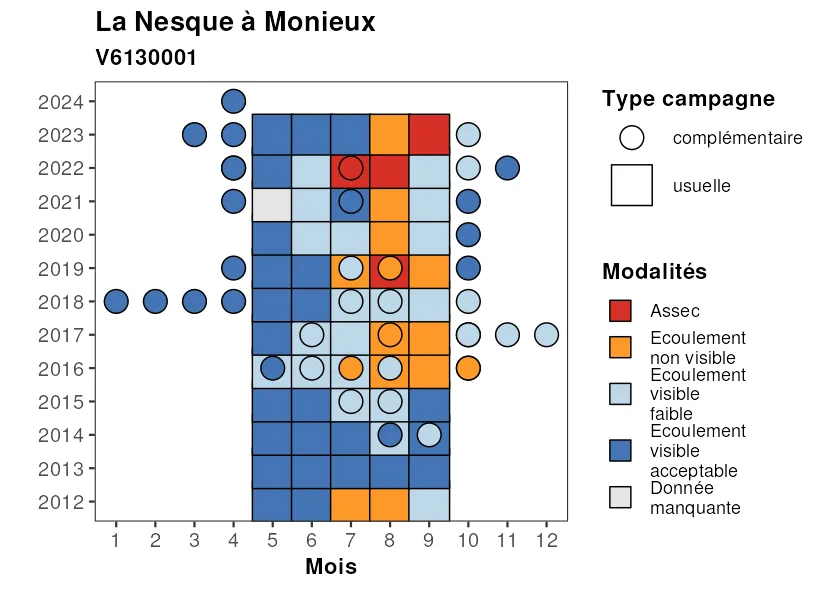 La Nesque à Monieux
V6130001
2024
2023
2022
2021
2020
2019
2018
2017
2016
2015
2014
2013
2012
1 2 3 4 5 6 7 8 9 10 11 12
Mois
Type campagne
complémentaire
usuelle
Modalités
Assec
Ecoulement
non visible
Ecoulement
visible
faible
Ecoulement
visible
acceptable
Donnée
manquante